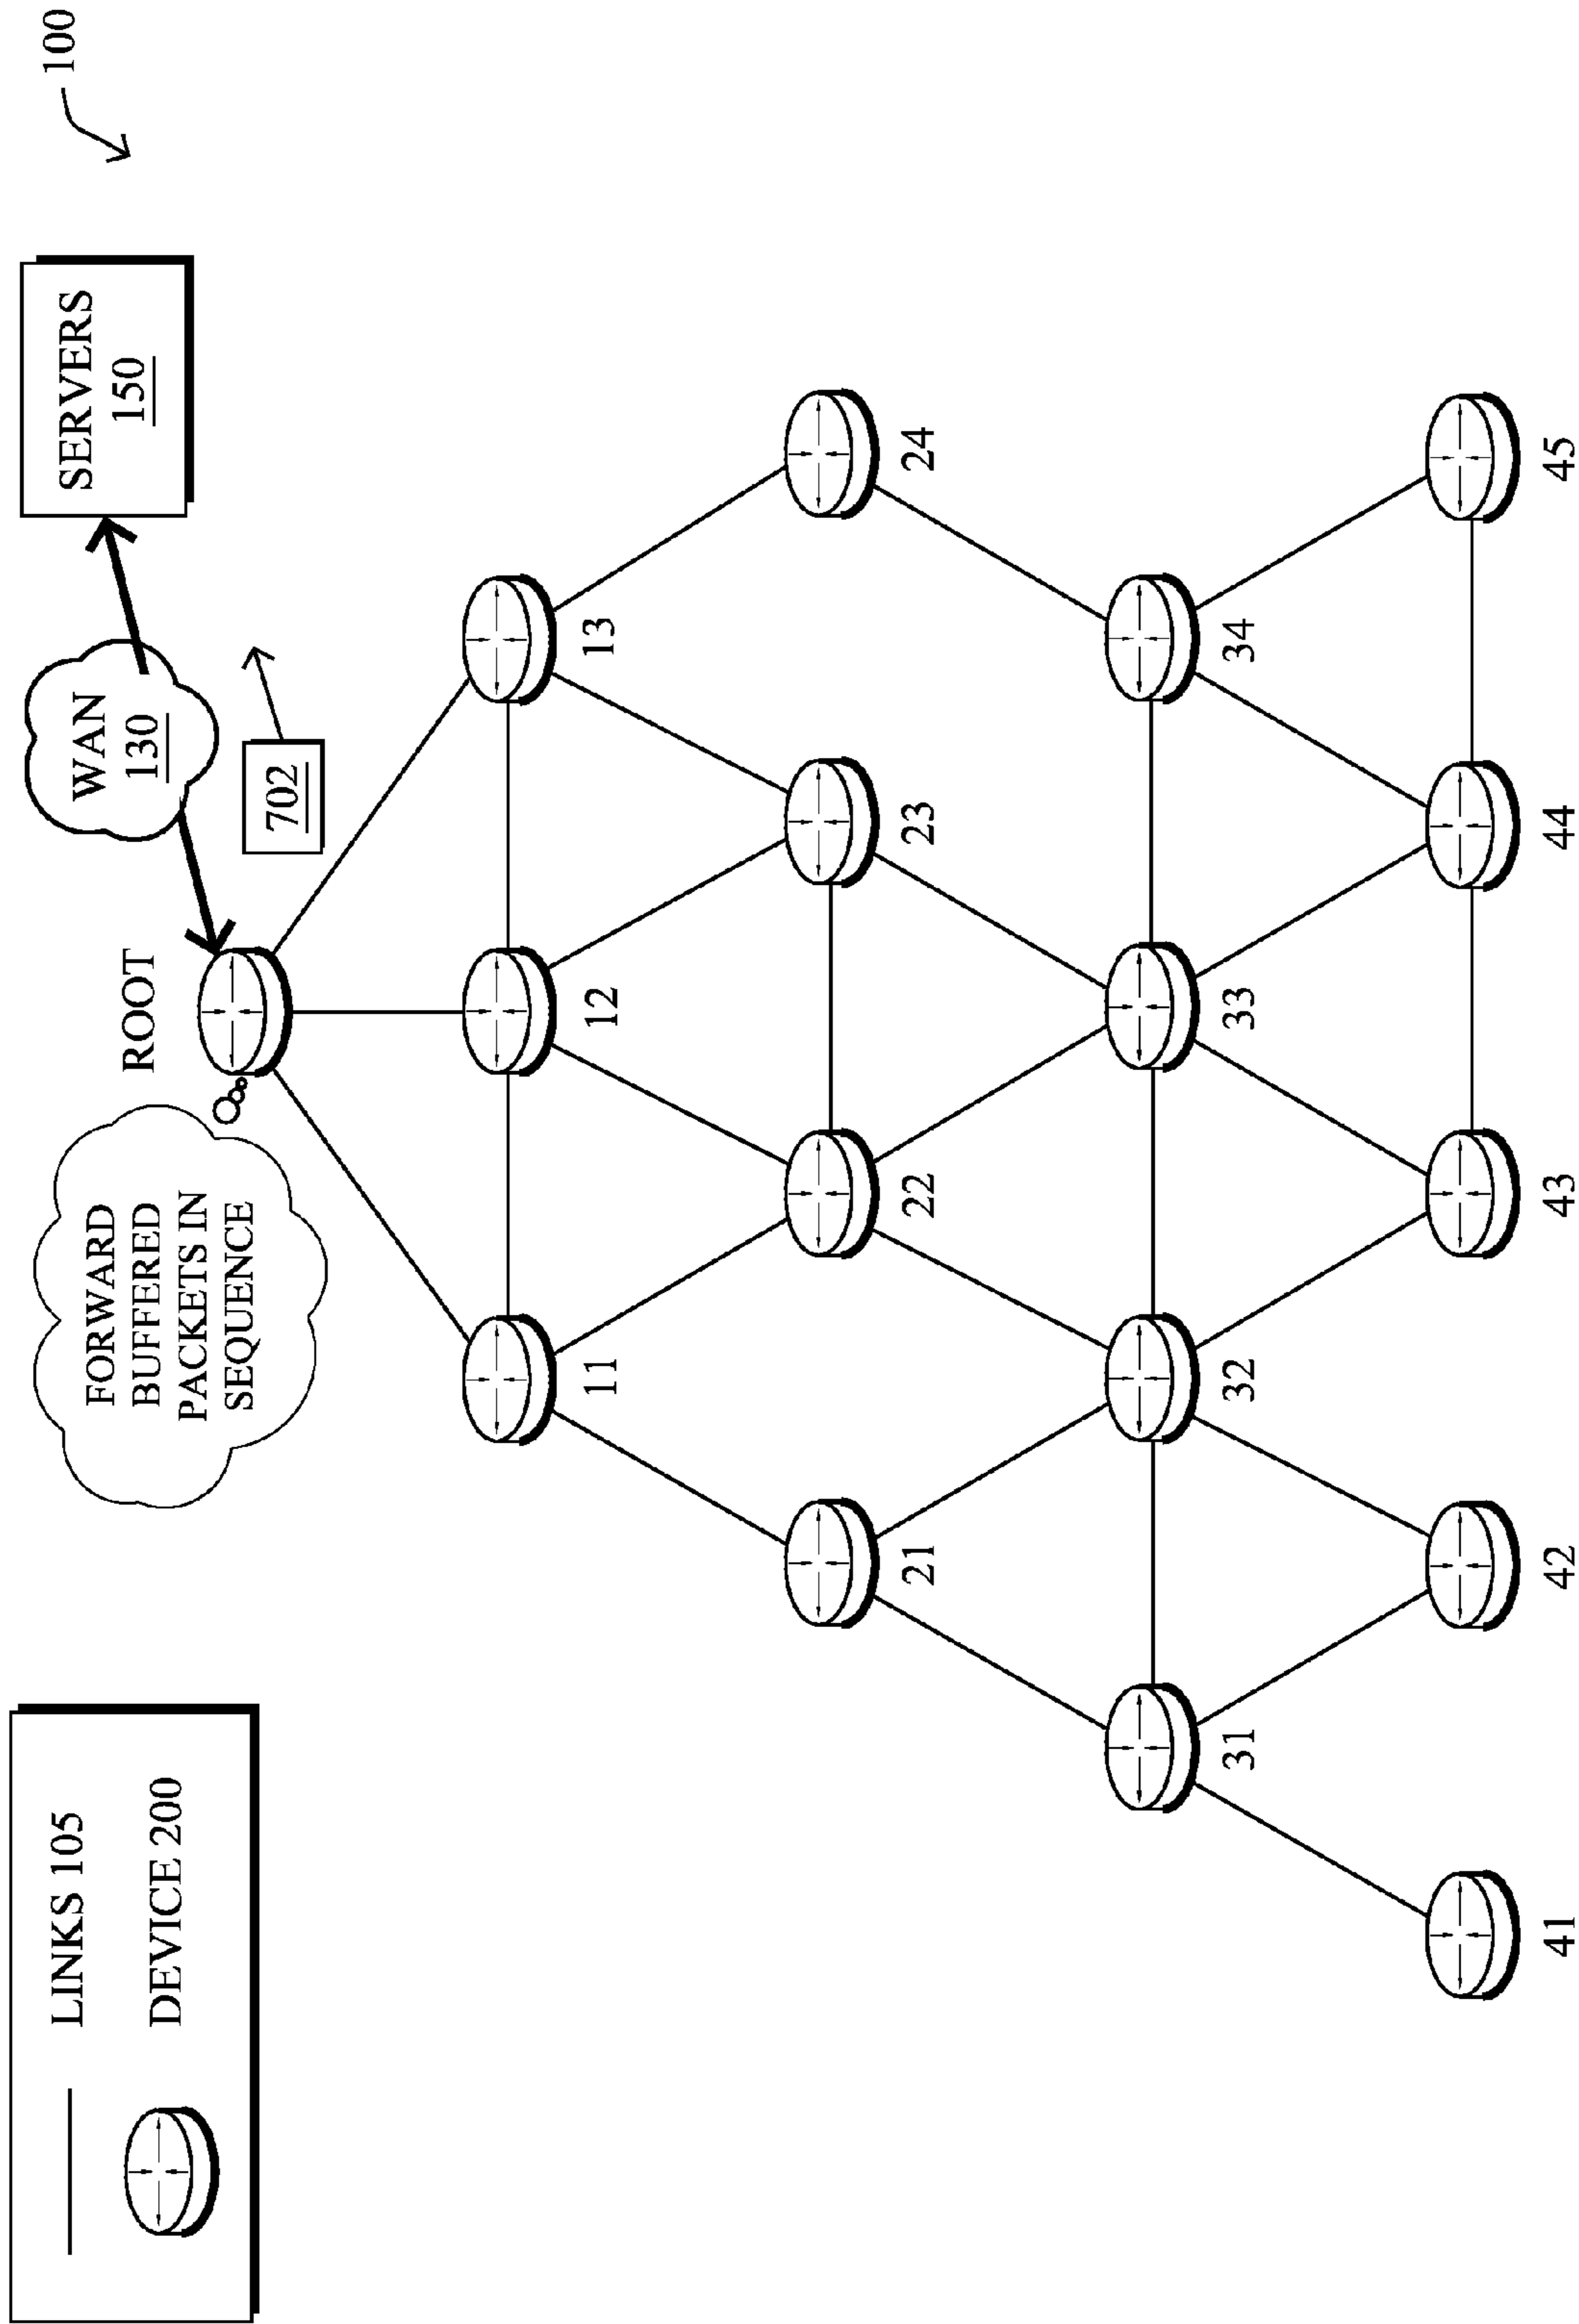 LINKS 105
DEVICE 200
FORWARD
BUFFERED
PACKETS IN
SEQUENCE
ROOT
WAN
130
702
SERVERS
150
100
11
12
13
21
22
23
24
31
32
33
34
41
42
43
44
45